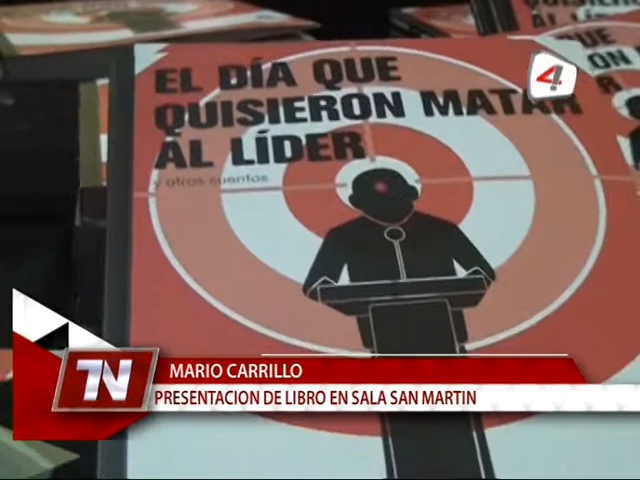 EL DÍA QUE
QUISIERON MATAR
AL LÍDER
y otros cuentos
4
TN
MARIO CARRILLO
PRESENTACION DE LIBRO EN SALA SAN MARTIN